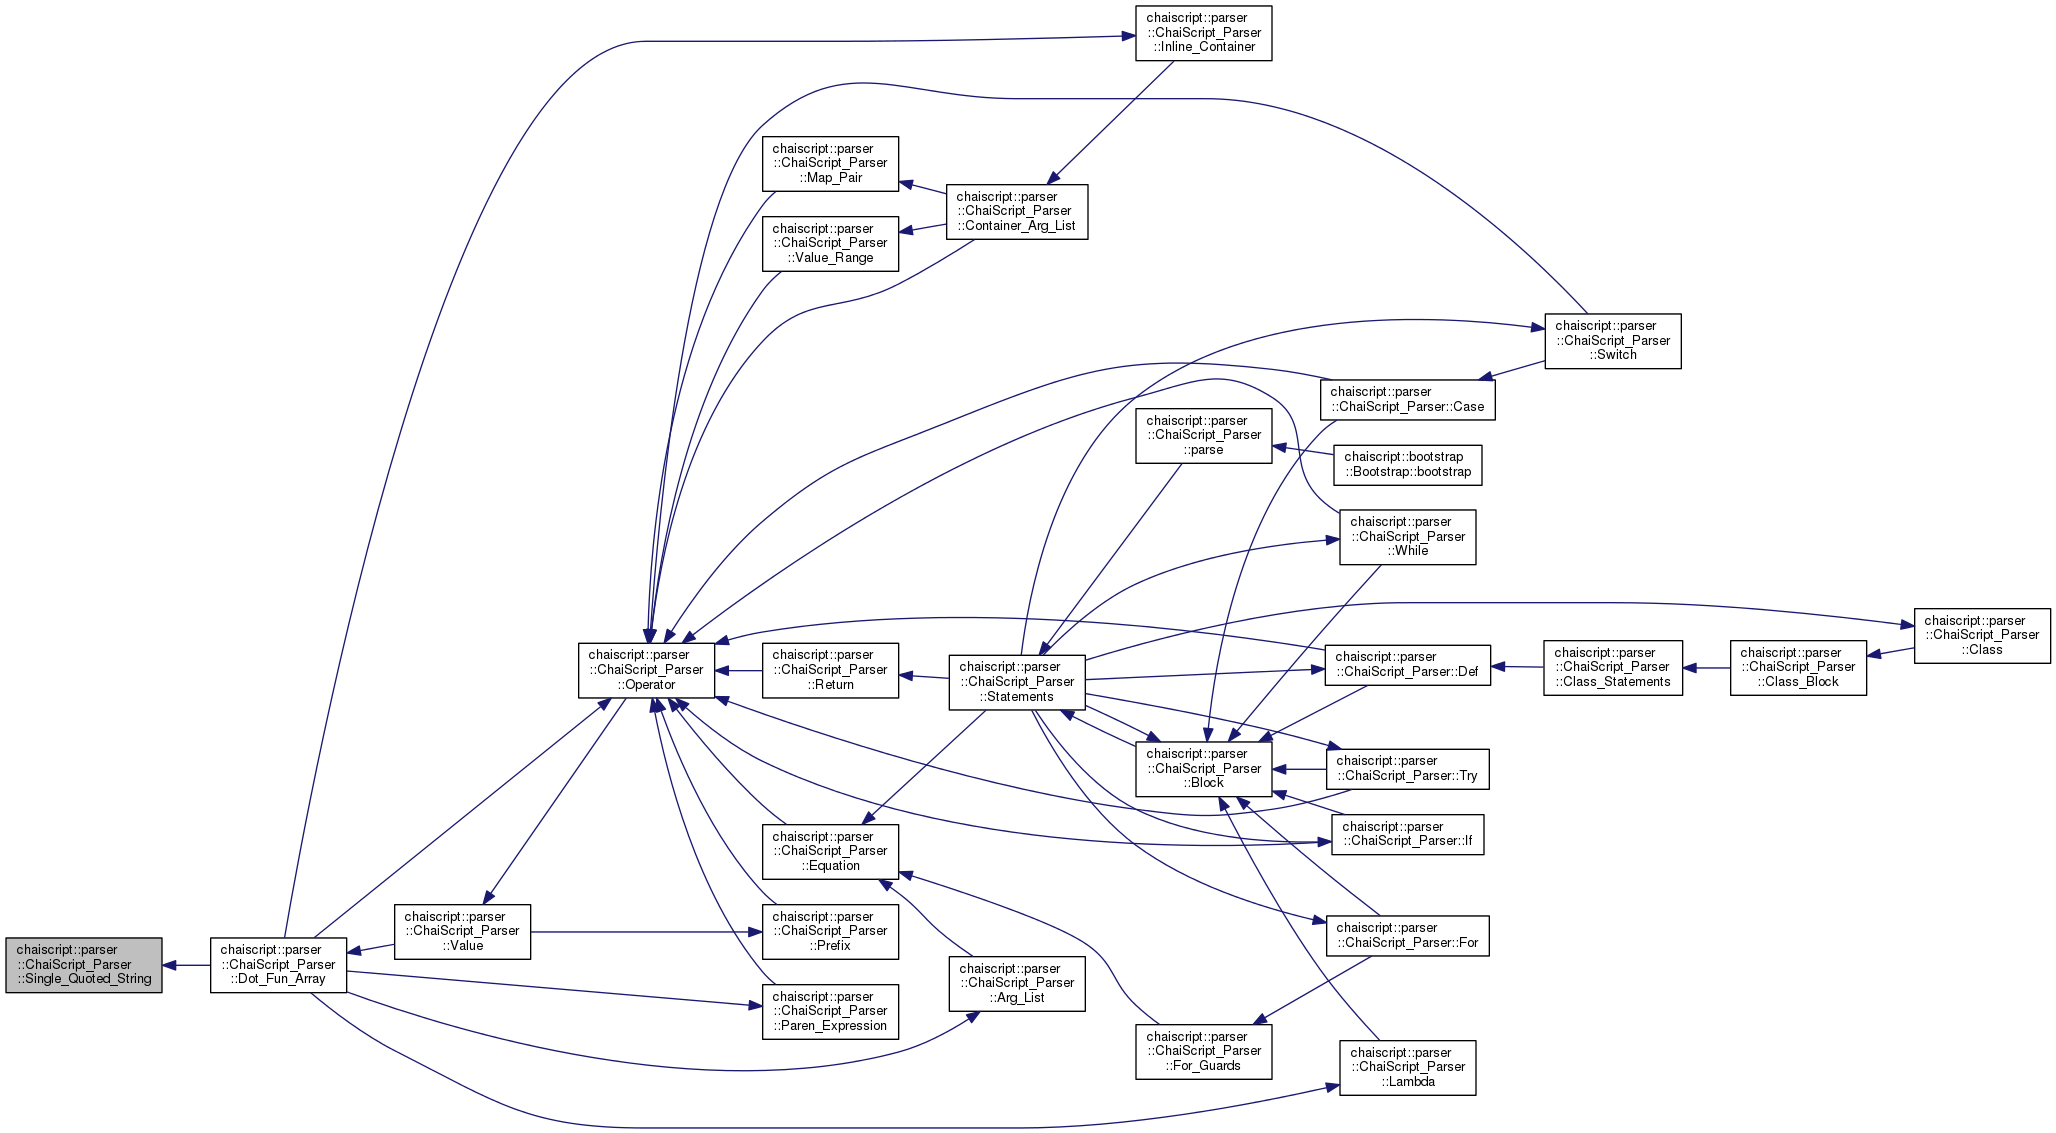 chaiscript::parser
::ChaiScript_Parser
::Inline_Container
chaiscript::parser
::ChaiScript_Parser
::Map_Pair
chaiscript::parser
::ChaiScript_Parser
::Container_Arg_List
chaiscript::parser
::ChaiScript_Parser
::Value_Range
chaiscript::parser
::ChaiScript_Parser
::Switch
chaiscript::parser
::ChaiScript_Parser::Case
chaiscript::parser
::ChaiScript_Parser
::parse
chaiscript::bootstrap
::Bootstrap::bootstrap
chaiscript::parser
::ChaiScript_Parser
::While
chaiscript::parser
::ChaiScript_Parser
::Class
chaiscript::parser
::ChaiScript_Parser
::Operator
chaiscript::parser
::ChaiScript_Parser
::Return
chaiscript::parser
::ChaiScript_Parser
::Statements
chaiscript::parser
::ChaiScript_Parser::Def
chaiscript::parser
::ChaiScript_Parser
::Class_Statements
chaiscript::parser
::ChaiScript_Parser
::Class_Block
chaiscript::parser
::ChaiScript_Parser
::Block
chaiscript::parser
::ChaiScript_Parser::Try
chaiscript::parser
::ChaiScript_Parser::If
chaiscript::parser
::ChaiScript_Parser
::Equation
chaiscript::parser
::ChaiScript_Parser
::Value
chaiscript::parser
::ChaiScript_Parser
::Prefix
chaiscript::parser
::ChaiScript_Parser::For
chaiscript::parser
::ChaiScript_Parser
::Single_Quoted_String
chaiscript::parser
::ChaiScript_Parser
::Dot_Fun_Array
chaiscript::parser
::ChaiScript_Parser
::Arg_List
chaiscript::parser
::ChaiScript_Parser
::Paren_Expression
chaiscript::parser
::ChaiScript_Parser
::For_Guards
chaiscript::parser
::ChaiScript_Parser
::Lambda